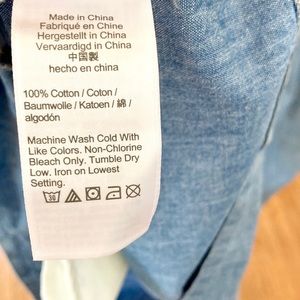 Made in China
Fabriqué en Chine
Hergestellt in China
Vervaardigd in China
中国製
hecho en china
100% Cotton / Coton /
Baumwolle / Katoen / 綿 /
algodón
Machine Wash Cold With
Like Colors. Non-Chlorine
Bleach Only. Tumble Dry
Low. Iron on Lowest
Setting.